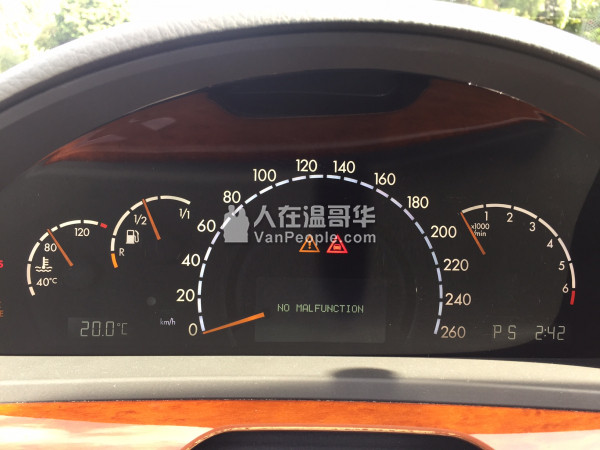 100 120 140
80 160
60 180
40 200
20 220
0 240
260
km/h
1/2 1/1
R
80 120
40°C
20.0°C
x1000
/min
1 2 3 4 5 6
人在温哥华
VanPeople.com
NO MALFUNCTION
P S 2:42